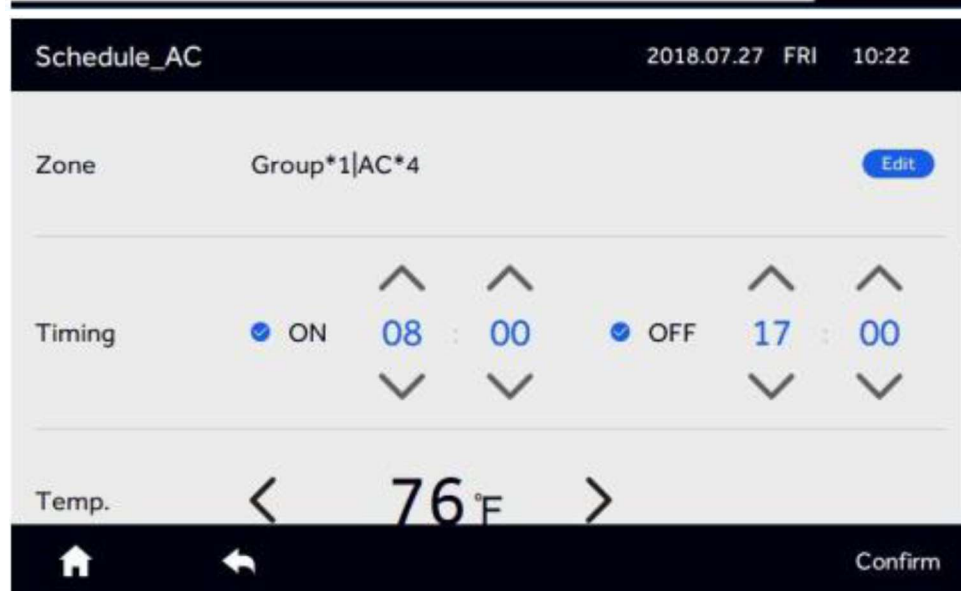 Schedule_AC 2018.07.27 FRI 10:22
Zone Group*1|AC*4 Edit
Timing ON 08 : 00 OFF 17 : 00
Temp. 76 °F
Confirm